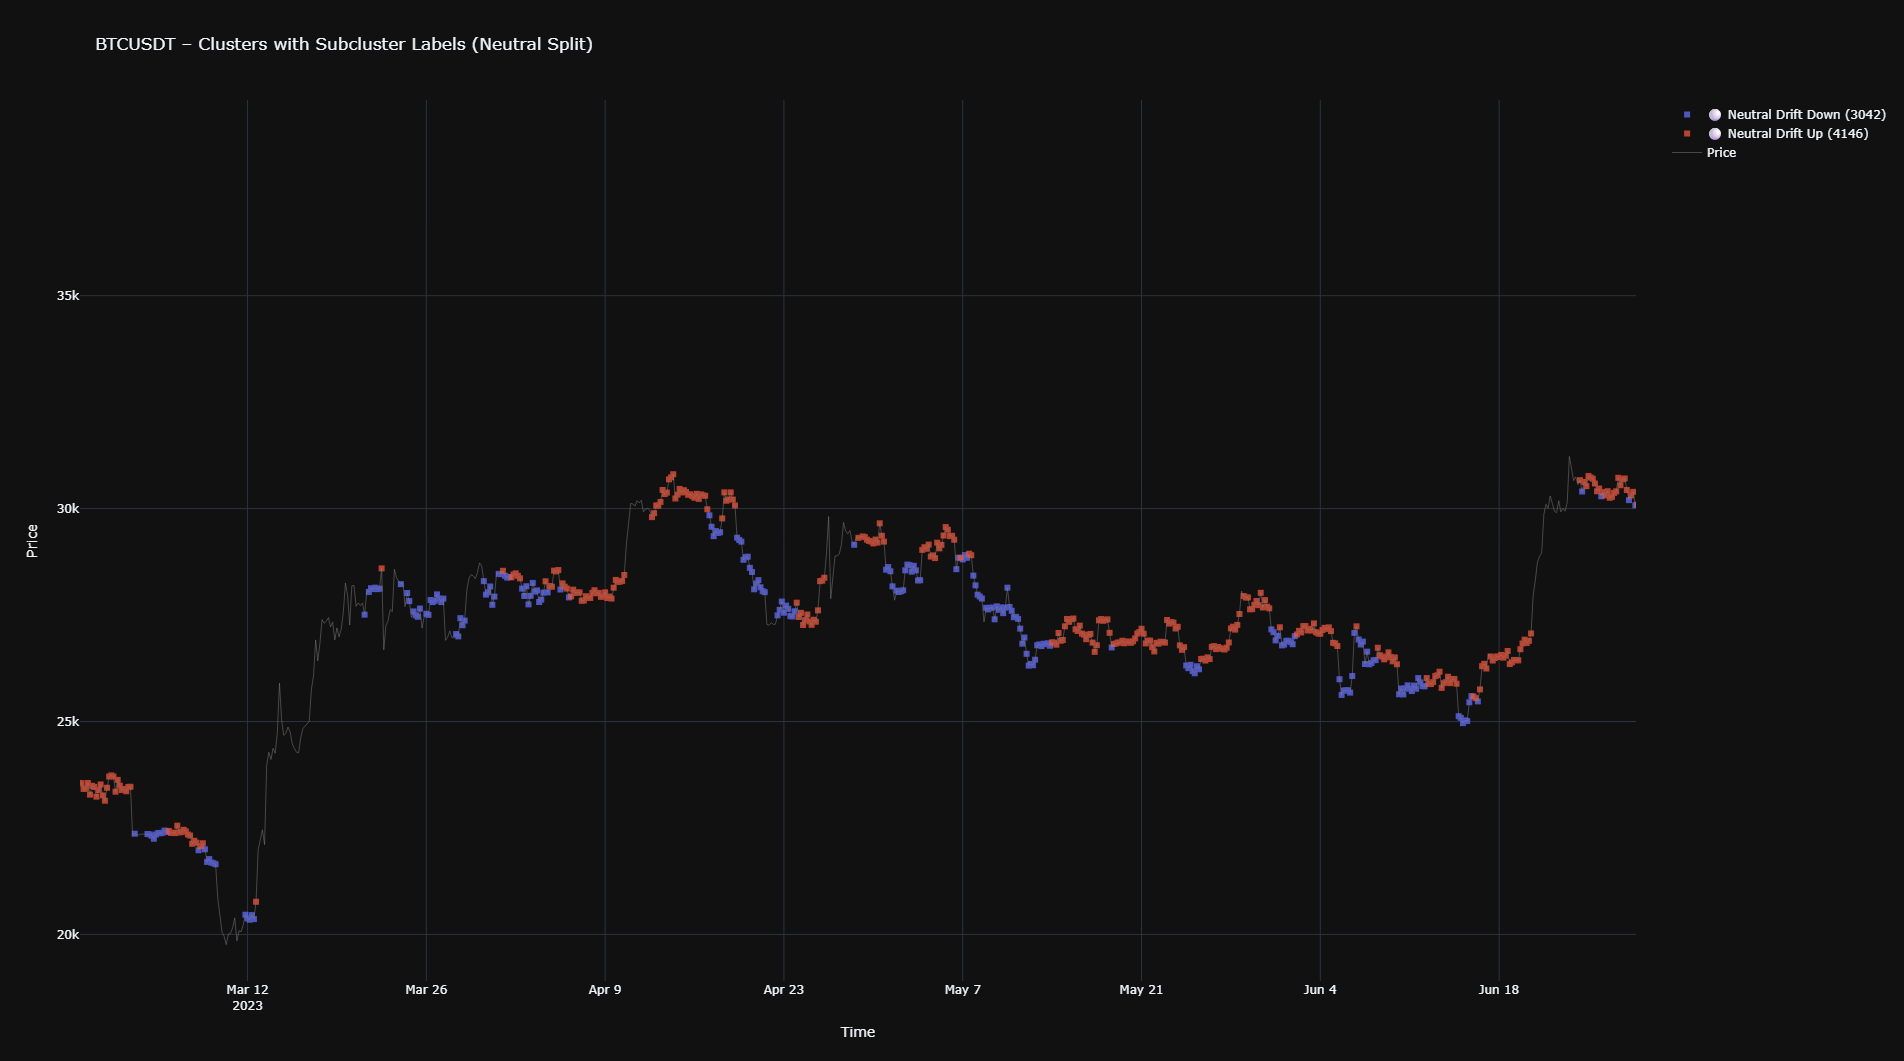 BTCUSDT – Clusters with Subcluster Labels (Neutral Split)
Neutral Drift Down (3042)
Neutral Drift Up (4146)
Price
35k
30k
25k
20k
Price
Mar 12
2023
Mar 26
Apr 9
Apr 23
May 7
May 21
Jun 4
Jun 18
Time